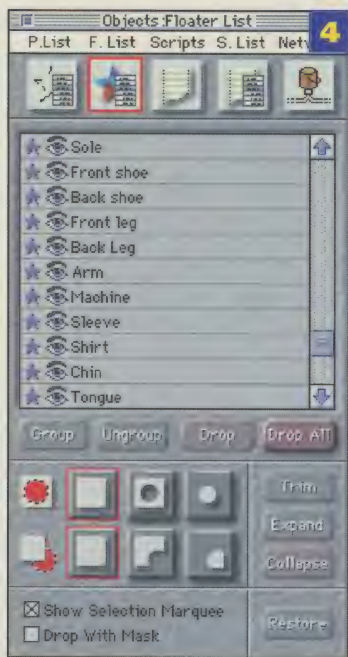 Objects:Floater List
4
P.List F. List Scripts S. List Netw
Sole
Front shoe
Back shoe
Front leg
Back Leg
Arm
Machine
Sleeve
Shirt
Chin
Tongue
Group Ungroup Drop Drop All
Trim
Expand
Collapse
Show Selection Marquee
Drop With Mask
Restore